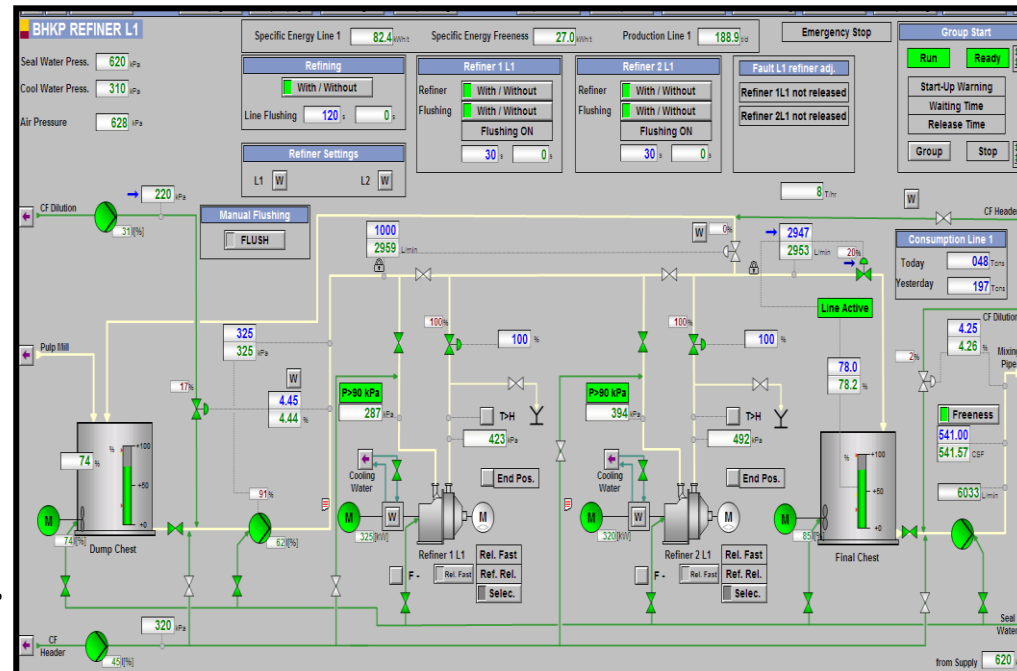 BHKP REFINER L1
Specific Energy Line 1 82.4 kWh/t Specific Energy Freeness 27.0 kWh/t Production Line 1 188.9 t/d
Emergency Stop
Group Start
Run Ready
Start-Up Warning
Waiting Time
Release Time
Group Stop
Seal Water Press. 620 kPa
Cool Water Press. 310 kPa
Air Pressure 628 kPa
Refining
With / Without
Line Flushing 120 s 0 s
Refiner Settings
L1 W L2 W
Refiner 1 L1
Refiner With / Without
Flushing With / Without
Flushing ON
30 s 0 s
Refiner 2 L1
Refiner With / Without
Flushing With / Without
Flushing ON
30 s 0 s
Fault L1 refiner adj.
Refiner 1L1 not released
Refiner 2L1 not released
8 T/hr
W
CF Header
220 kPa
CF Dilution
31[%]
Manual Flushing
FLUSH
1000
2959 L/min
W 0%
2947
2953 L/min
20%
Consumption Line 1
Today 048 Tons
Yesterday 197 Tons
Line Active
CF Dilution
4.25
4.26 %
Mixing
Pipe
2%
Pulp Mill
325
325 kPa
17%
W
4.45
4.44 %
100% 100 %
100% 100 %
78.0
78.2 %
P>90 kPa
287 kPa
T>H
423 kPa
P>90 kPa
394 kPa
T>H
492 kPa
Freeness
541.00
541.57 CSF
6033 L/min
74 %
% +100
+50
+0
M
74[%]
Dump Chest
91%
62[%]
Cooling
Water
End Pos.
M W M
325[kW]
Refiner 1 L1
Rel. Fast
F - Rel. Fast Ref. Rel.
Selec.
Cooling
Water
End Pos.
M W M
320[kW]
Refiner 2 L1
Rel. Fast
F - Rel. Fast Ref. Rel.
Selec.
% +100
+50
+0
M
85[%]
Final Chest
320 kPa
CF
Header
45[%]
Seal
Water
from Supply 620